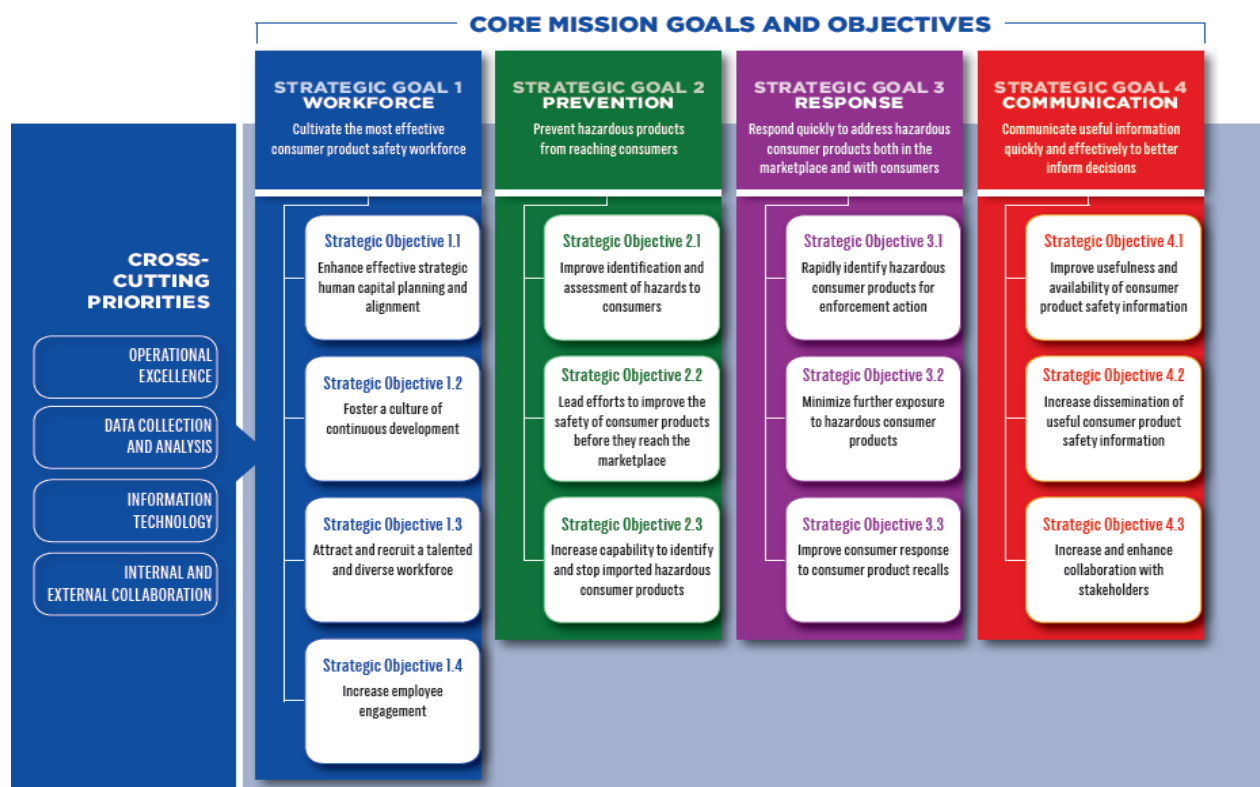 CORE MISSION GOALS AND OBJECTIVES
CROSS-
CUTTING
PRIORITIES
OPERATIONAL
EXCELLENCE
DATA COLLECTION
AND ANALYSIS
INFORMATION
TECHNOLOGY
INTERNAL AND
EXTERNAL COLLABORATION
STRATEGIC GOAL 1
WORKFORCE
Cultivate the most effective
consumer product safety workforce
Strategic Objective 1.1
Enhance effective strategic
human capital planning and
alignment
Strategic Objective 1.2
Foster a culture of
continuous development
Strategic Objective 1.3
Attract and recruit a talented
and diverse workforce
Strategic Objective 1.4
Increase employee
engagement
STRATEGIC GOAL 2
PREVENTION
Prevent hazardous products
from reaching consumers
Strategic Objective 2.1
Improve identification and
assessment of hazards to
consumers
Strategic Objective 2.2
Lead efforts to improve the
safety of consumer products
before they reach the
marketplace
Strategic Objective 2.3
Increase capability to identify
and stop imported hazardous
consumer products
STRATEGIC GOAL 3
RESPONSE
Respond quickly to address hazardous
consumer products both in the
marketplace and with consumers
Strategic Objective 3.1
Rapidly identify hazardous
consumer products for
enforcement action
Strategic Objective 3.2
Minimize further exposure
to hazardous consumer
products
Strategic Objective 3.3
Improve consumer response
to consumer product recalls
STRATEGIC GOAL 4
COMMUNICATION
Communicate useful information
quickly and effectively to better
inform decisions
Strategic Objective 4.1
Improve usefulness and
availability of consumer
product safety information
Strategic Objective 4.2
Increase dissemination of
useful consumer product
safety information
Strategic Objective 4.3
Increase and enhance
collaboration with
stakeholders